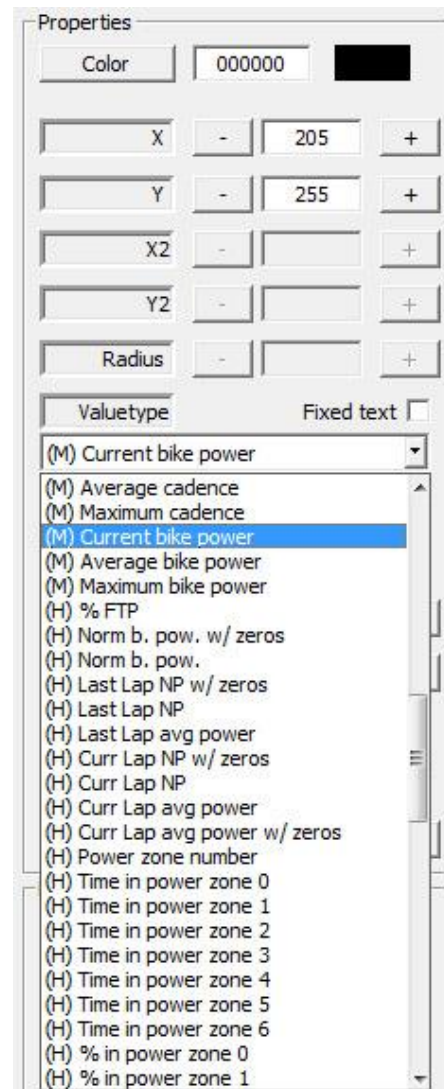 Properties
Color 000000
X - 205 +
Y - 255 +
X2 - +
Y2 - +
Radius - +
Valuetype Fixed text
(M) Current bike power
(M) Average cadence
(M) Maximum cadence
(M) Current bike power
(M) Average bike power
(M) Maximum bike power
(H) % FTP
(H) Norm b. pow. w/ zeros
(H) Norm b. pow.
(H) Last Lap NP w/ zeros
(H) Last Lap NP
(H) Last Lap avg power
(H) Curr Lap NP w/ zeros
(H) Curr Lap NP
(H) Curr Lap avg power
(H) Curr Lap avg power w/ zeros
(H) Power zone number
(H) Time in power zone 0
(H) Time in power zone 1
(H) Time in power zone 2
(H) Time in power zone 3
(H) Time in power zone 4
(H) Time in power zone 5
(H) Time in power zone 6
(H) % in power zone 0
(H) % in power zone 1